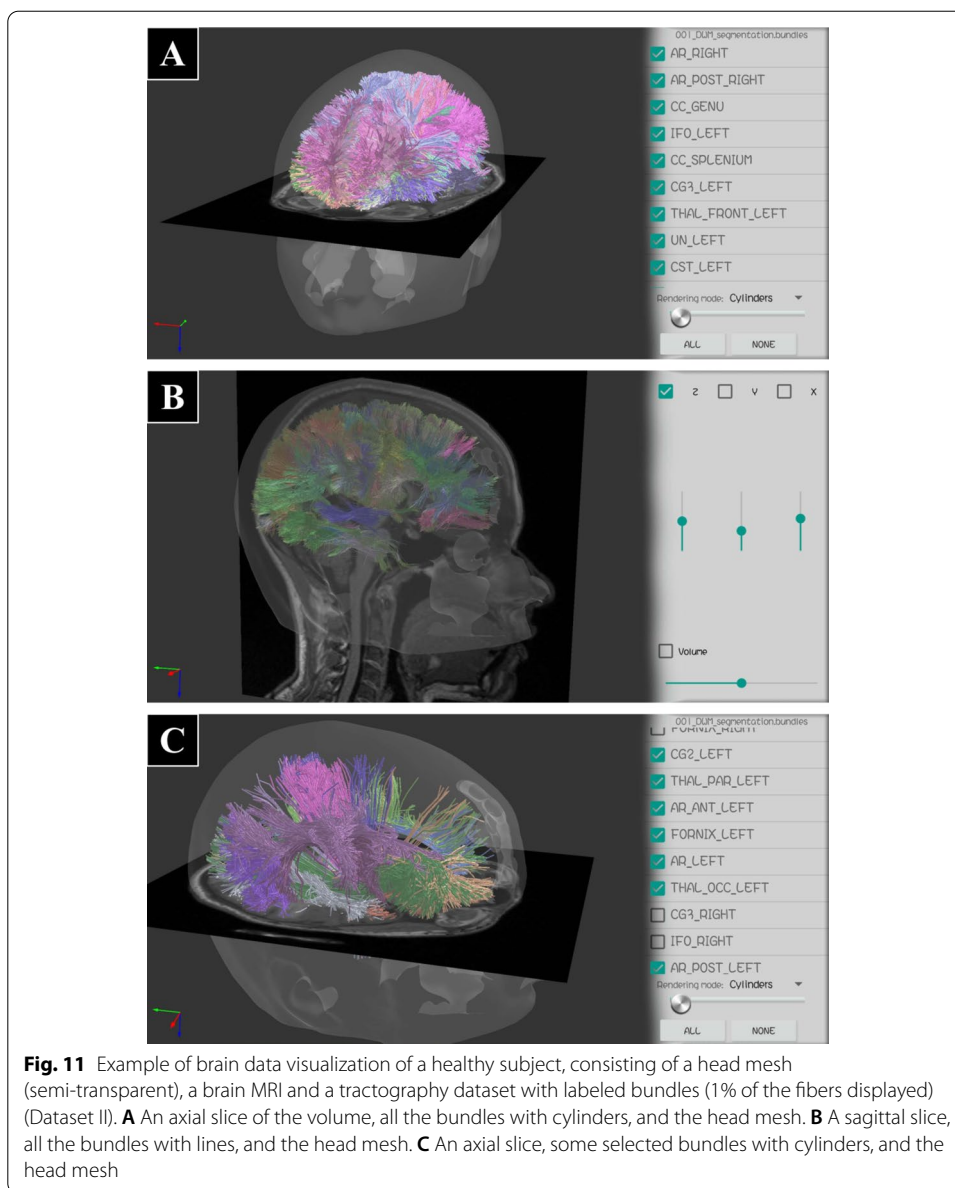 A
001_DWM_segmentation.bundles
AR_RIGHT
AR_POST_RIGHT
CC_GENU
IFO_LEFT
CC_SPLENIUM
CG3_LEFT
THAL_FRONT_LEFT
UN_LEFT
CST_LEFT
Rendering mode: Cylinders
ALL NONE
B
Z Y X
Volume
C
001_DWM_segmentation.bundles
FORNIX_RIGHT
CG2_LEFT
THAL_PAR_LEFT
AR_ANT_LEFT
FORNIX_LEFT
AR_LEFT
THAL_OCC_LEFT
CG3_RIGHT
IFO_RIGHT
AR_POST_LEFT
Rendering mode: Cylinders
ALL NONE
Fig. 11 Example of brain data visualization of a healthy subject, consisting of a head mesh
(semi-transparent), a brain MRI and a tractography dataset with labeled bundles (1% of the fibers displayed)
(Dataset II). A An axial slice of the volume, all the bundles with cylinders, and the head mesh. B A sagittal slice,
all the bundles with lines, and the head mesh. C An axial slice, some selected bundles with cylinders, and the
head mesh